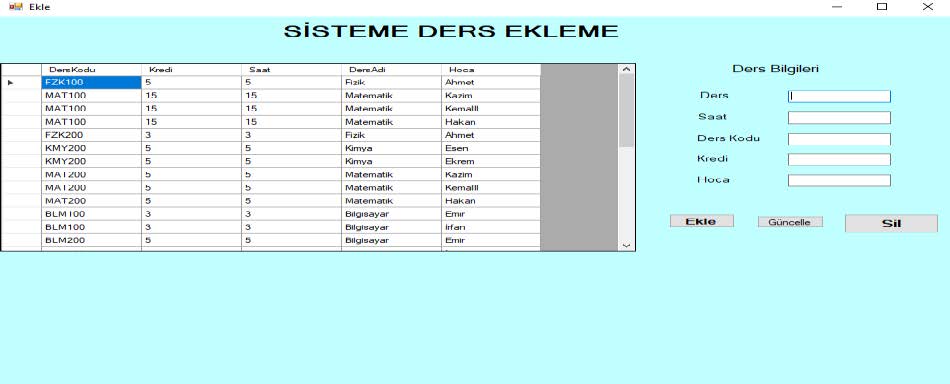 Ekle
SİSTEME DERS EKLEME
DersKodu Kredi Saat DersAdi Hoca
FZK100 5 5 Fizik Ahmet
MAT100 15 15 Matematik Kazim
MAT100 15 15 Matematik Kemalll
MAT100 15 15 Matematik Hakan
FZK200 3 3 Fizik Ahmet
KMY200 5 5 Kimya Esen
KMY200 5 5 Kimya Ekrem
MAT200 5 5 Matematik Kazim
MAT200 5 5 Matematik Kemalll
MAT200 5 5 Matematik Hakan
BLM100 3 3 Bilgisayar Emir
BLM100 3 3 Bilgisayar İrfan
BLM200 5 5 Bilgisayar Emir
Ders Bilgileri
Ders
Saat
Ders Kodu
Kredi
Hoca
Ekle Güncelle Sil